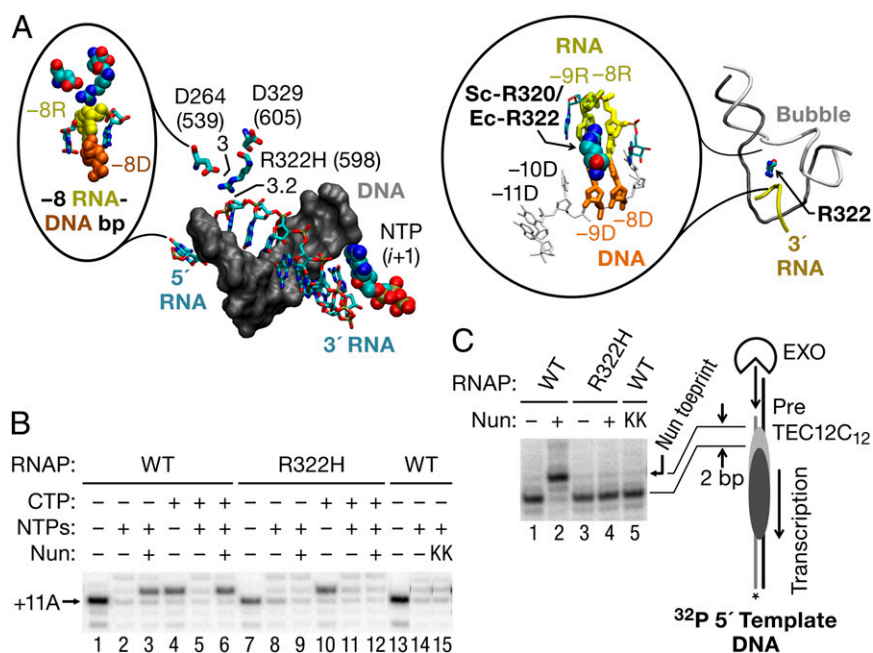 A
−8R
−8D
−8 RNA-
DNA bp
D264
(539)
D329
(605)
3
R322H (598)
3.2
DNA
NTP
(i+1)
5´
RNA
3´ RNA
RNA
−9R −8R
Sc-R320/
Ec-R322
−10D
−11D
−9D
−8D
DNA
Bubble
R322
3´
RNA
B
RNAP: WT R322H WT
CTP: − − − + + + − − − + + + − − −
NTPs: − + + − + + − + + − + + − + +
Nun: − − + − − + − − + − − + − − KK
+11A
1 2 3 4 5 6 7 8 9 10 11 12 13 14 15
C
RNAP: WT R322H WT
Nun: − + − + KK
1 2 3 4 5
Nun toeprint
2 bp
EXO
Pre
TEC12C12
Transcription
*
32P 5´ Template
DNA